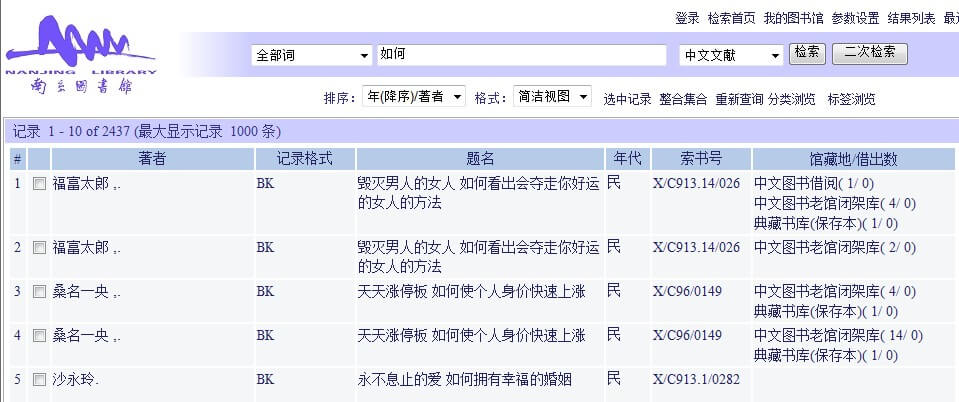 登录 检索首页 我的图书馆 参数设置 结果列表
全部词 如何 中文文献 检索 二次检索
NANJING LIBRARY
南京图书馆
排序： 年(降序)/著者 格式： 简洁视图 选中记录 整合集合 重新查询 分类浏览 标签浏览
记录 1 - 10 of 2437 (最大显示记录 1000 条)
# 著者 记录格式 题名 年代 索书号 馆藏地/借出数
1 福富太郎 ,. BK 毁灭男人的女人 如何看出会夺走你好运 民 X/C913.14/026 中文图书借阅( 1/ 0)
的女人的方法 中文图书老馆闭架库( 4/ 0)
典藏书库(保存本)( 1/ 0)
2 福富太郎 ,. BK 毁灭男人的女人 如何看出会夺走你好运 民 X/C913.14/026 中文图书老馆闭架库( 2/ 0)
的女人的方法
3 桑名一央 ,. BK 天天涨停板 如何使个人身价快速上涨 民 X/C96/0149 中文图书老馆闭架库( 4/ 0)
典藏书库(保存本)( 1/ 0)
4 桑名一央 ,. BK 天天涨停板 如何使个人身价快速上涨 民 X/C96/0149 中文图书老馆闭架库( 14/ 0)
典藏书库(保存本)( 1/ 0)
5 沙永玲. BK 永不息止的爱 如何拥有幸福的婚姻 民 X/C913.1/0282